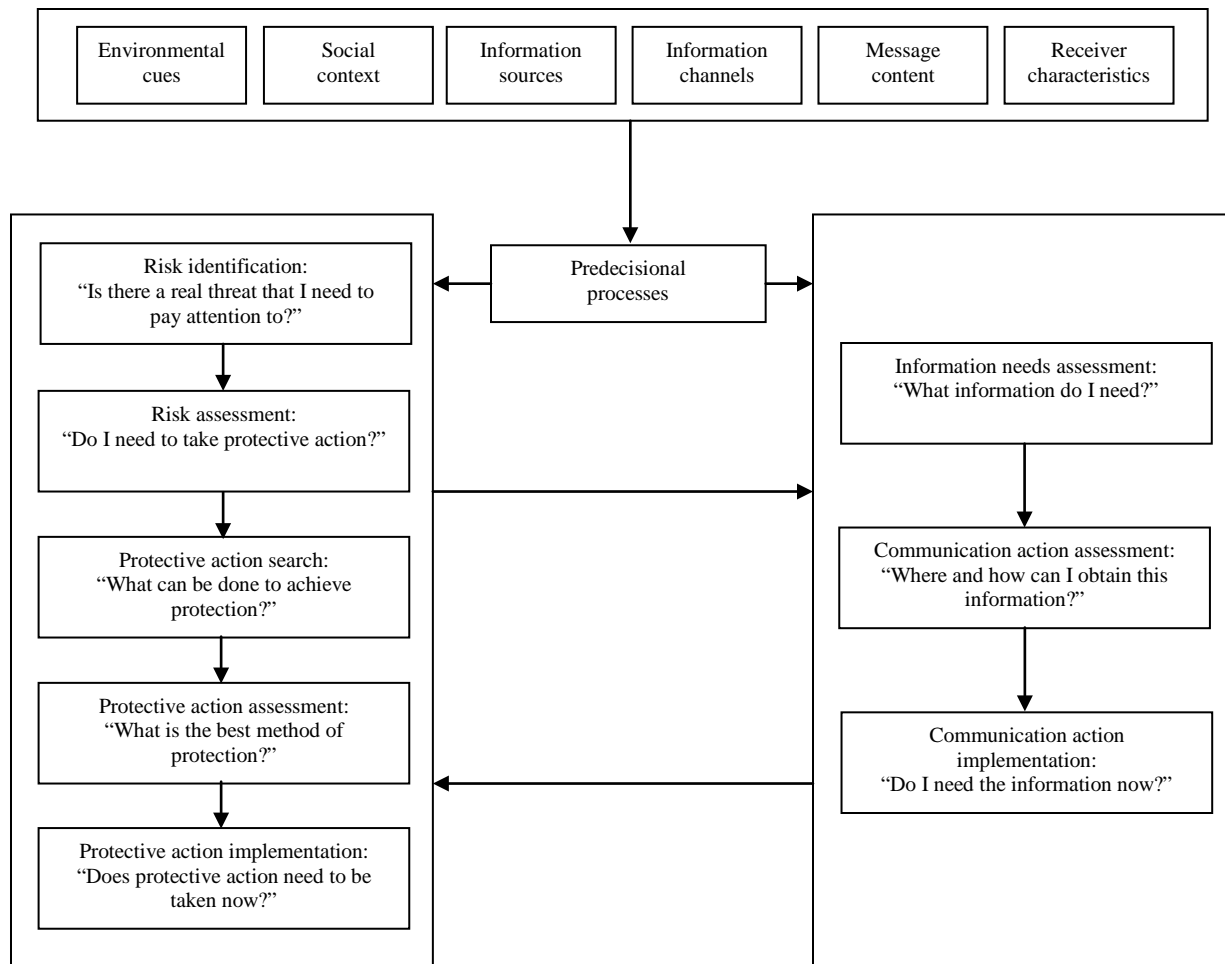 Environmental
cues
Social
context
Information
sources
Information
channels
Message
content
Receiver
characteristics
Predecisional
processes
Risk identification:
“Is there a real threat that I need to
pay attention to?”
Risk assessment:
“Do I need to take protective action?”
Protective action search:
“What can be done to achieve
protection?”
Protective action assessment:
“What is the best method of
protection?”
Protective action implementation:
“Does protective action need to be
taken now?”
Information needs assessment:
“What information do I need?”
Communication action assessment:
“Where and how can I obtain this
information?”
Communication action
implementation:
“Do I need the information now?”